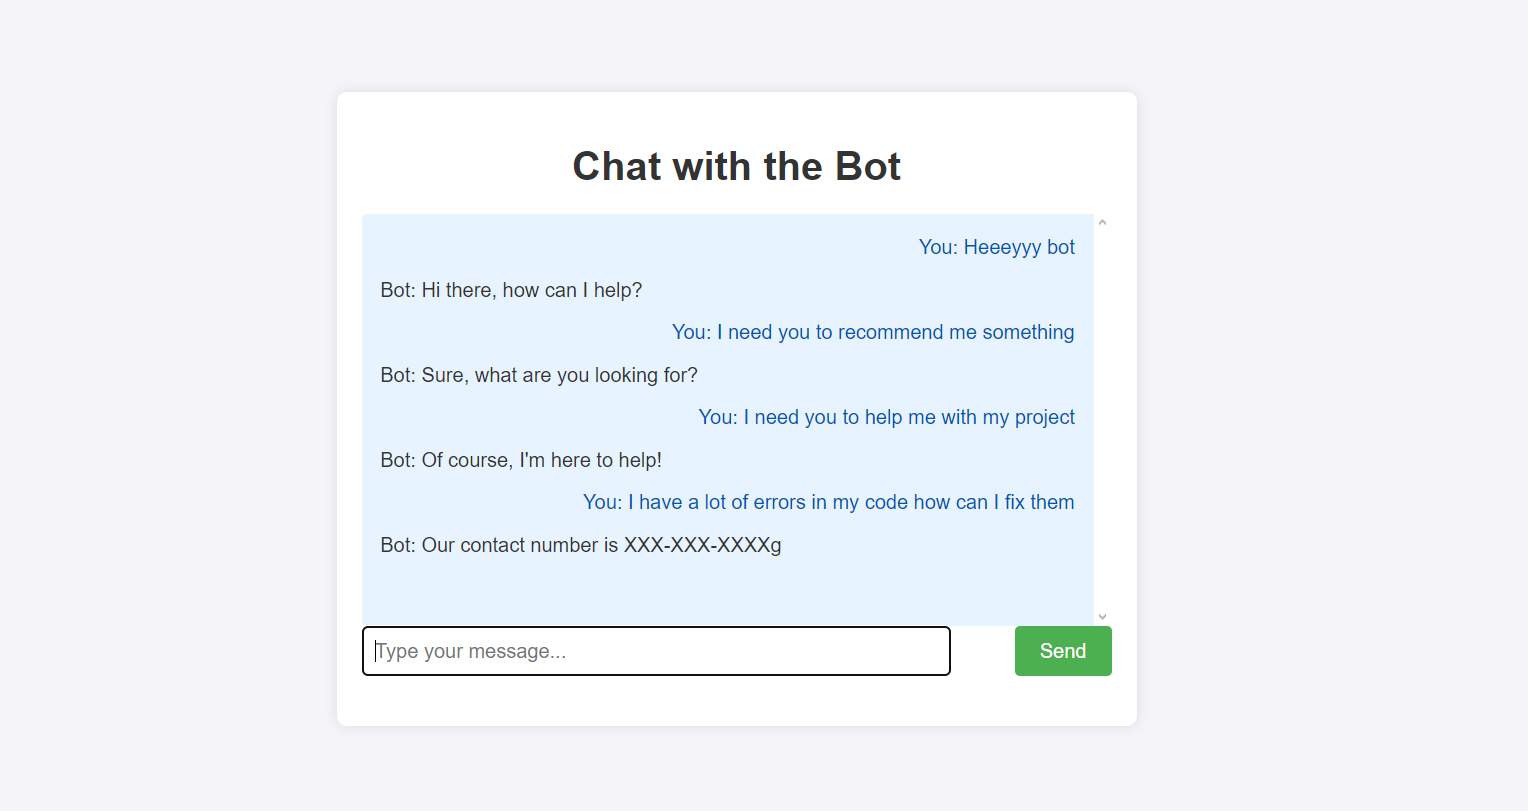 Chat with the Bot
You: Heeeyyy bot
Bot: Hi there, how can I help?
You: I need you to recommend me something
Bot: Sure, what are you looking for?
You: I need you to help me with my project
Bot: Of course, I'm here to help!
You: I have a lot of errors in my code how can I fix them
Bot: Our contact number is XXX-XXX-XXXXg
Type your message...
Send